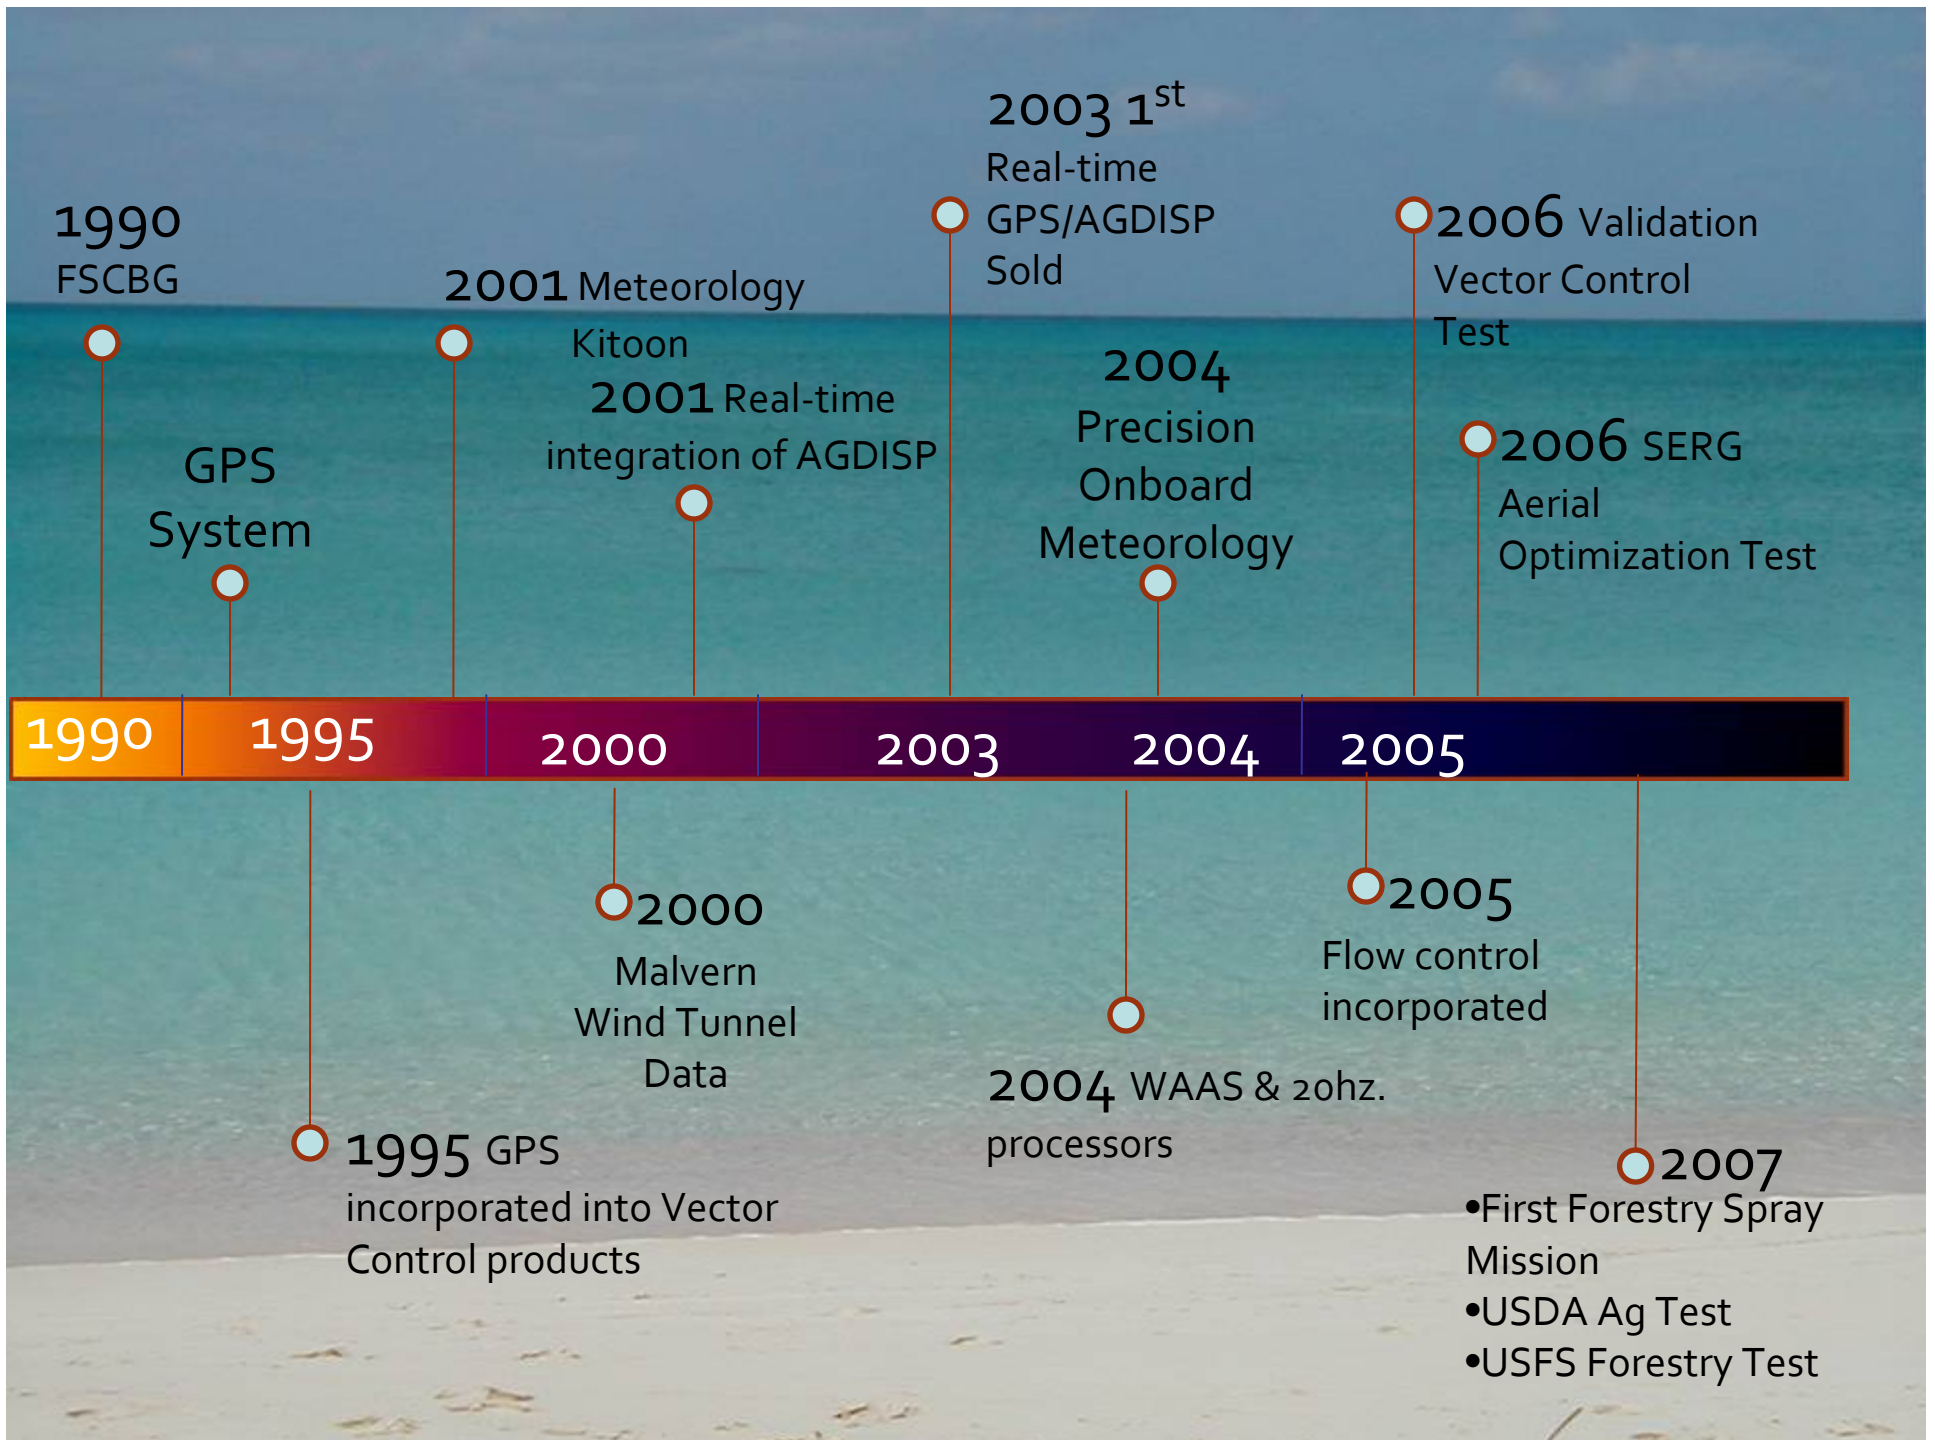 1990
FSCBG
GPS
System
2001 Meteorology
Kitoon
2001 Real-time
integration of AGDISP
2003 1st
Real-time
GPS/AGDISP
Sold
2004
Precision
Onboard
Meteorology
2006 Validation
Vector Control
Test
2006 SERG
Aerial
Optimization Test
1990
1995
2000
2003
2004
2005
1995 GPS
incorporated into Vector
Control products
2000
Malvern
Wind Tunnel
Data
2004 WAAS & 20hz.
processors
2005
Flow control
incorporated
2007
•First Forestry Spray
Mission
•USDA Ag Test
•USFS Forestry Test